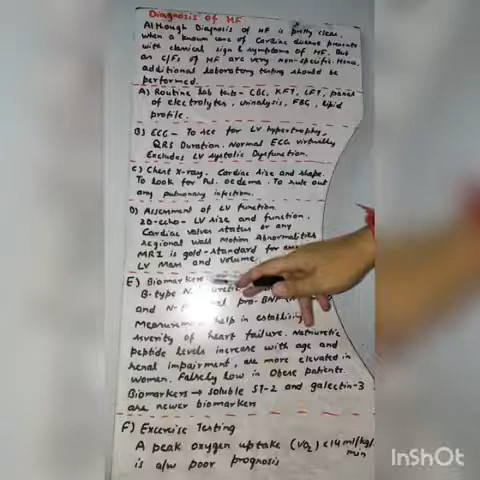 Diagnosis of HF
Although Diagnosis of HF is pretty clear
when a known case of Cardiac disease presents
with classical sign & symptoms of HF. But
as C/Fs of HF are very non-specific. Hence,
additional laboratory testing should be
performed.
A) Routine lab tests - CBC, KFT, LFT, panel
of electrolytes, urinalysis, FBG, lipid
profile.
B) ECG - To see for LV hypertrophy,
QRS Duration. Normal ECG virtually
Excludes LV systolic Dysfunction.
C) Chest X-ray. Cardiac size and shape.
To look for Pul. oedema. To rule out
any pulmonary infection.
D) Assessment of LV function.
2D-echo - LV size and function.
Cardiac valves status or any
regional wall Motion Abnormalities
MRI is gold-standard for
LV Mass and volume.
E) Biomarkers
B-type
and pro-BNP
help in establishing
severity of heart failure. Natriuretic
peptide levels increase with age and
renal impairment, are more elevated in
women. Falsely low in Obese patients.
Biomarkers → soluble ST-2 and galectin-3
are newer biomarkers
F) Excercise Testing
A peak oxygen uptake (VO2) <14 ml/kg/
min
is a/w poor prognosis
InShOt